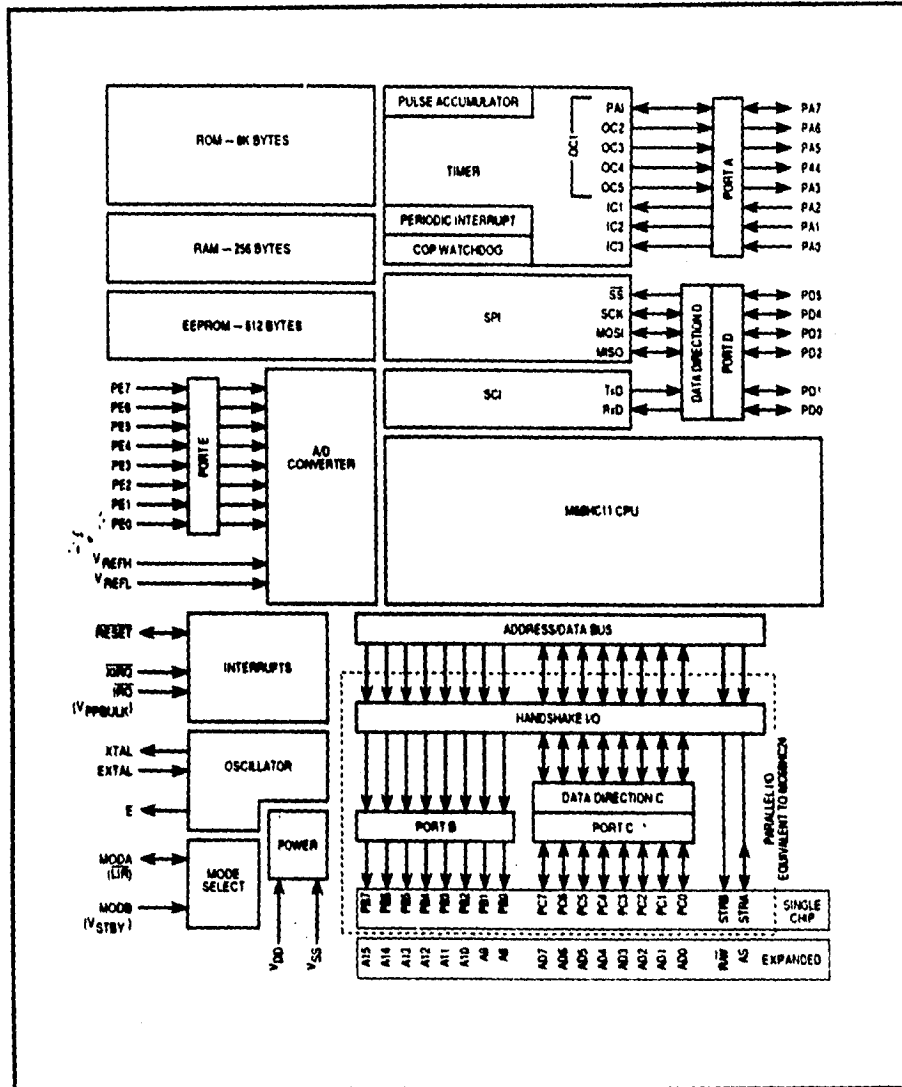 ROM – 8K BYTES
RAM – 256 BYTES
EEPROM – 512 BYTES
PULSE ACCUMULATOR
TIMER
PERIODIC INTERRUPT
COP WATCHDOG
OC1
PAI
OC2
OC3
OC4
OC5
IC1
IC2
IC3
PORT A
PA7
PA6
PA5
PA4
PA3
PA2
PA1
PA0
SPI
SS
SCK
MOSI
MISO
SCI
TxD
RxD
DATA DIRECTION D
PORT D
PD5
PD4
PD3
PD2
PD1
PD0
PE7
PE6
PE5
PE4
PE3
PE2
PE1
PE0
PORT E
VREFH
VREFL
A/D
CONVERTER
M68HC11 CPU
ADDRESS/DATA BUS
RESET
XIRQ
IRQ
(VPPBULK)
INTERRUPTS
HANDSHAKE I/O
XTAL
EXTAL
E
OSCILLATOR
POWER
MODA
(LIR)
MODB
(VSTBY)
MODE
SELECT
VDD
VSS
DATA DIRECTION C
PORT B
PORT C
PARALLEL I/O
EQUIVALENT TO MC68HC26
PB7 PB6 PB5 PB4 PB3 PB2 PB1 PB0 PC7 PC6 PC5 PC4 PC3 PC2 PC1 PC0 STRB STRA SINGLE
CHIP
A15 A14 A13 A12 A11 A10 A9 A8 AD7 AD6 AD5 AD4 AD3 AD2 AD1 AD0 R/W AS EXPANDED